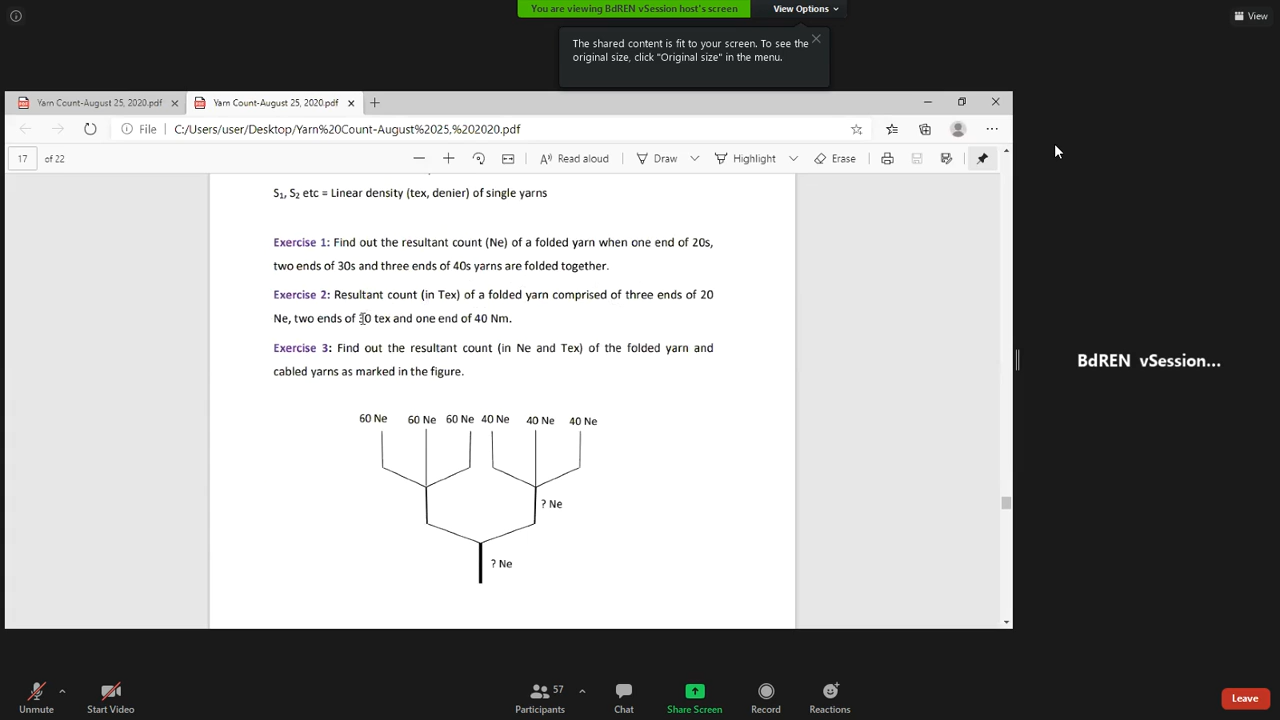 You are viewing BdREN vSession host's screen View Options
View
The shared content is fit to your screen. To see the
original size, click "Original size" in the menu.
Yarn Count-August 25, 2020.pdf Yarn Count-August 25, 2020.pdf
File C:/Users/user/Desktop/Yarn%20Count-August%2025,%202020.pdf
17 of 22 Read aloud Draw Highlight Erase
S1, S2 etc = Linear density (tex, denier) of single yarns
Exercise 1: Find out the resultant count (Ne) of a folded yarn when one end of 20s,
two ends of 30s and three ends of 40s yarns are folded together.
Exercise 2: Resultant count (in Tex) of a folded yarn comprised of three ends of 20
Ne, two ends of 30 tex and one end of 40 Nm.
Exercise 3: Find out the resultant count (in Ne and Tex) of the folded yarn and
cabled yarns as marked in the figure.
60 Ne 60 Ne 60 Ne 40 Ne 40 Ne 40 Ne
? Ne
? Ne
BdREN vSession...
Unmute Start Video Participants 57 Chat Share Screen Record Reactions Leave